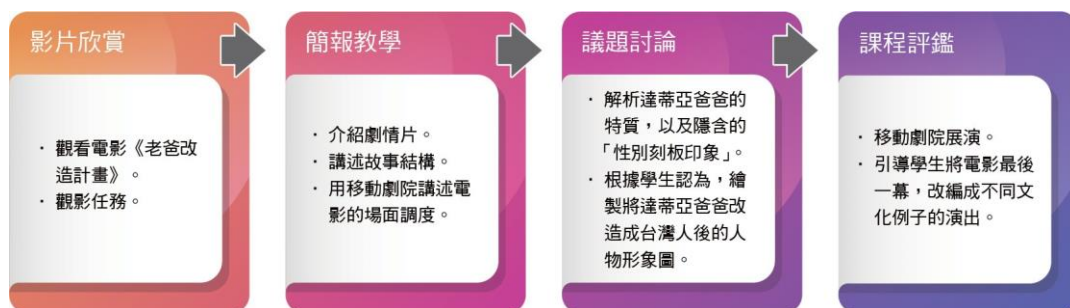 影片欣賞
· 觀看電影《老爸改
造計畫》。
· 觀影任務。
簡報教學
· 介紹劇情片。
· 講述故事結構。
· 用移動劇院講述電
影的場面調度。
議題討論
· 解析達蒂亞爸爸的
特質，以及隱含的
「性別刻板印象」。
· 根據學生認為，繪
製將達蒂亞爸爸改
造成台灣人後的人
物形象圖。
課程評鑑
· 移動劇院展演。
· 引導學生將電影最後
一幕，改編成不同文
化例子的演出。